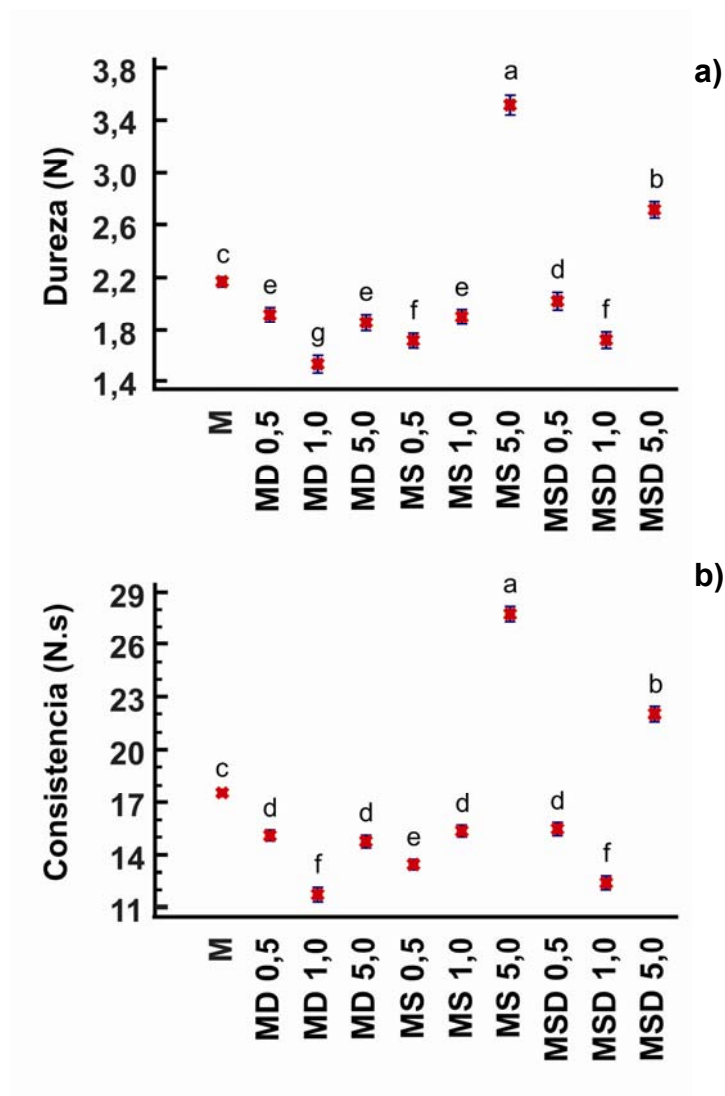 a)
Dureza (N)
3,8
3,4
3,0
2,6
2,2
1,8
1,4
c
e
g
e
f
e
a
d
f
b
M
MD 0,5
MD 1,0
MD 5,0
MS 0,5
MS 1,0
MS 5,0
MSD 0,5
MSD 1,0
MSD 5,0
b)
Consistencia (N.s)
29
26
23
20
17
14
11
c
d
f
d
e
d
a
d
f
b
M
MD 0,5
MD 1,0
MD 5,0
MS 0,5
MS 1,0
MS 5,0
MSD 0,5
MSD 1,0
MSD 5,0